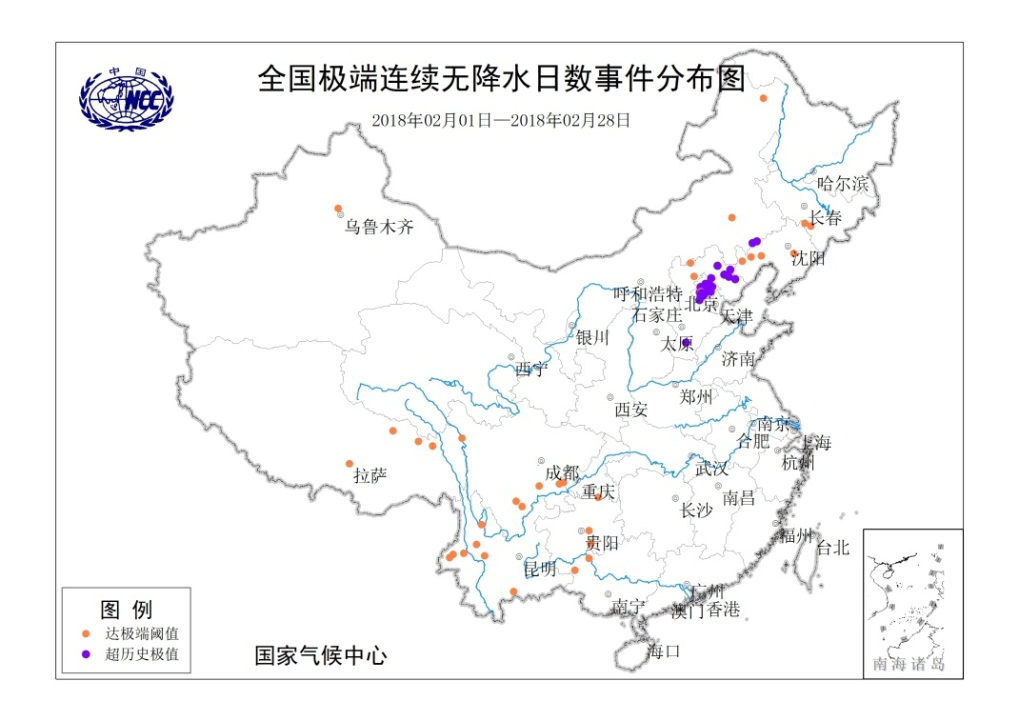 全国极端连续无降水日数事件分布图
2018年02月01日—2018年02月28日
中国
NCC
哈尔滨
长春
乌鲁木齐
沈阳
呼和浩特
北京
天津
石家庄
银川
太原
济南
西宁
郑州
西安
南京
合肥
上海
杭州
武汉
成都
拉萨
重庆
南昌
长沙
福州
台北
贵阳
昆明
广州
南宁
澳门
香港
海口
图 例
达极端阈值
超历史极值
国家气候中心
南海诸岛